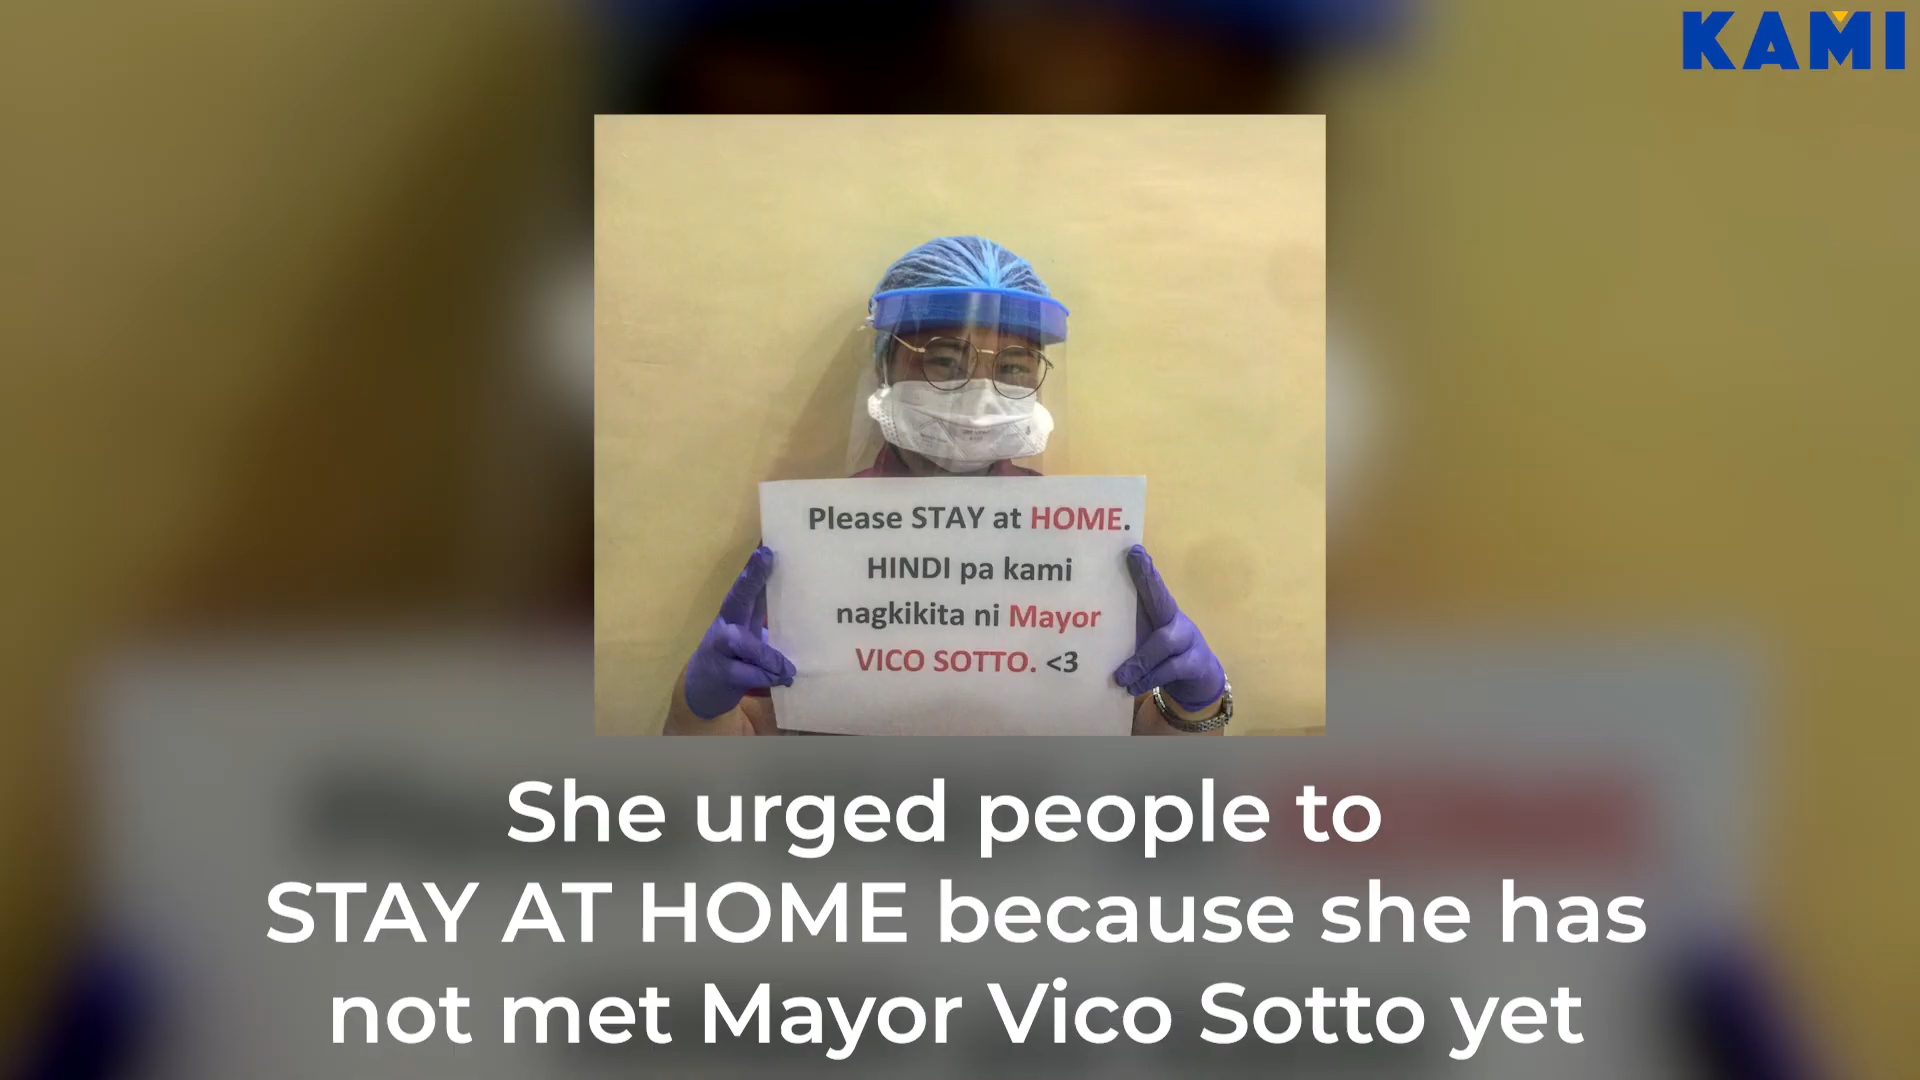 KAMI
Please STAY at HOME.
HINDI pa kami
nagkikita ni Mayor
VICO SOTTO. <3
She urged people to
STAY AT HOME because she has
not met Mayor Vico Sotto yet